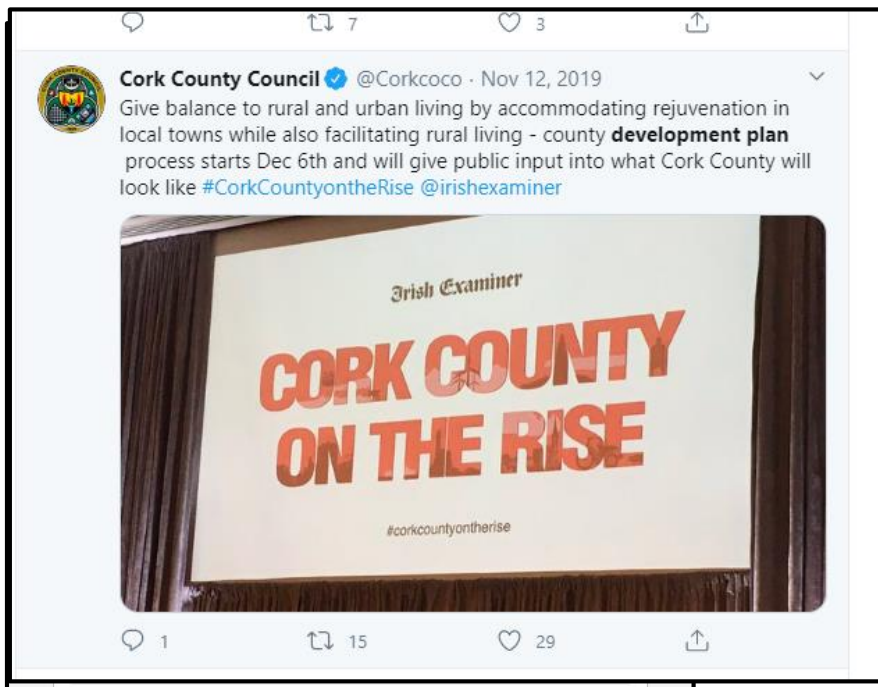 7 3
Cork County Council @Corkcoco · Nov 12, 2019
Give balance to rural and urban living by accommodating rejuvenation in
local towns while also facilitating rural living - county development plan
process starts Dec 6th and will give public input into what Cork County will
look like #CorkCountyontheRise @irishexaminer
Irish Examiner
CORK COUNTY
ON THE RISE
#corkcountyontherise
1 15 29